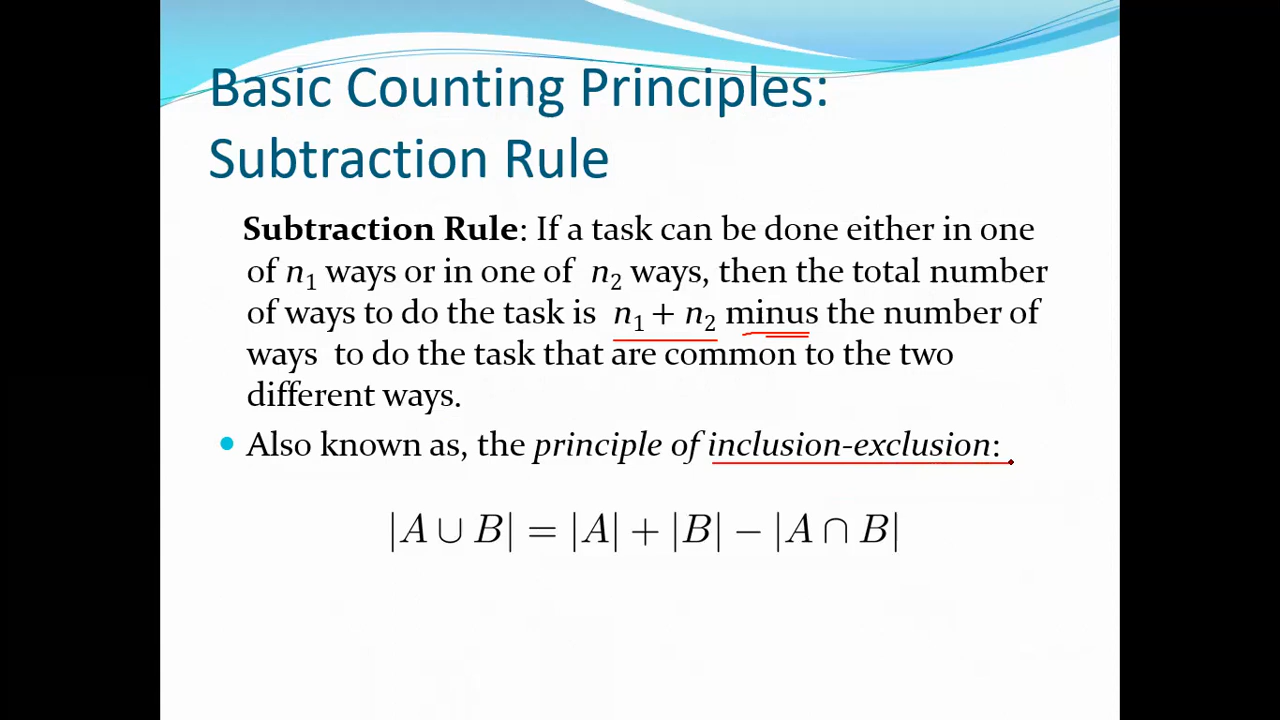 Basic Counting Principles:
Subtraction Rule
Subtraction Rule: If a task can be done either in one
of n₁ ways or in one of n₂ ways, then the total number
of ways to do the task is n₁ + n₂ minus the number of
ways to do the task that are common to the two
different ways.
• Also known as, the principle of inclusion-exclusion:
|A ∪ B| = |A| + |B| − |A ∩ B|